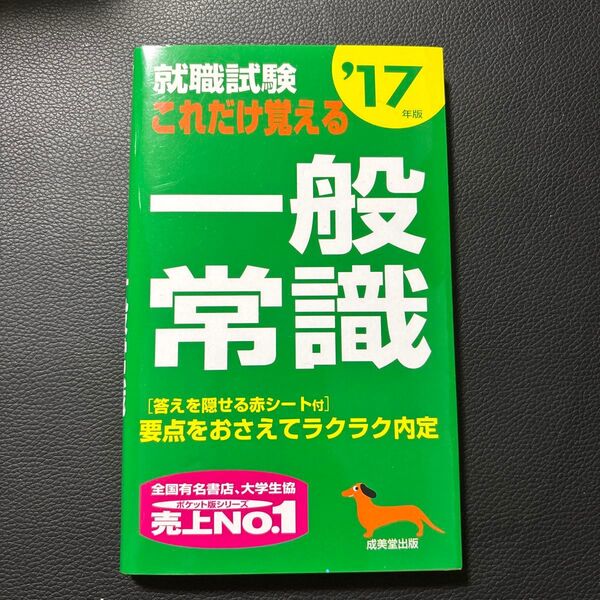 就職試験
これだけ覚える
'17
年版
一般
常識
[答えを隠せる赤シート付]
要点をおさえてラクラク内定
全国有名書店、大学生協
ポケット版シリーズ
売上NO.1
成美堂出版